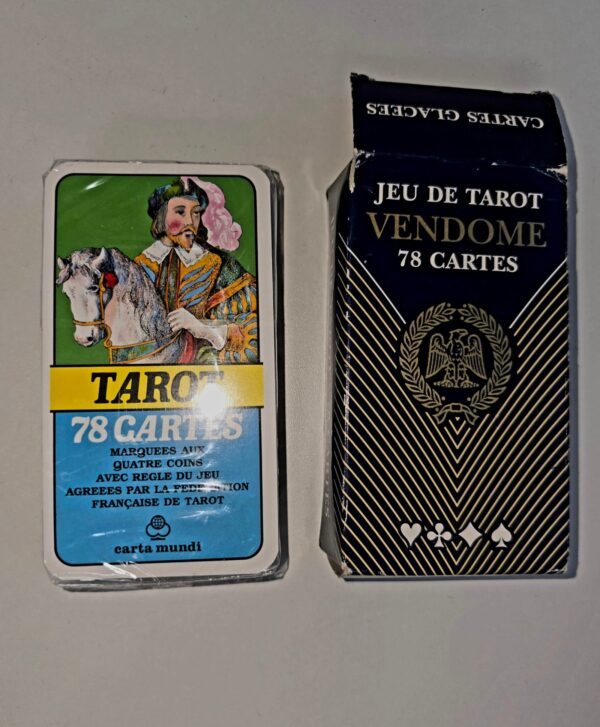 TAROT
78 CARTES
MARQUEES AUX
QUATRE COINS
AVEC REGLE DU JEU
AGREEES PAR LA FEDERATION
FRANÇAISE DE TAROT
carta mundi
CARTES GLACEES
JEU DE TAROT
VENDOME
78 CARTES